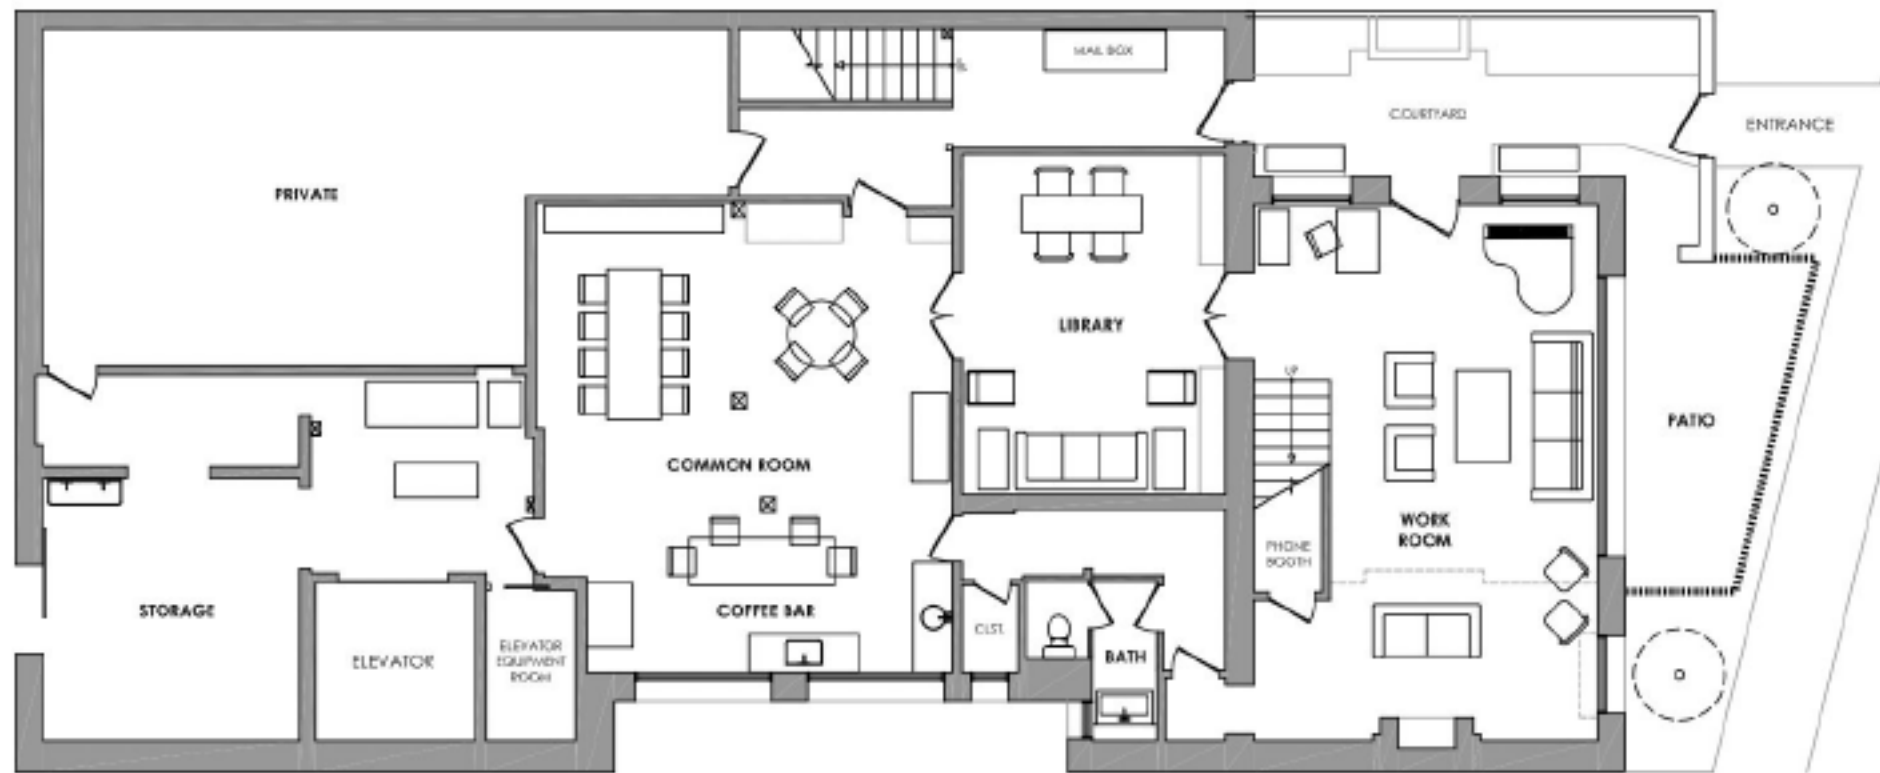 MAIL BOX
COURTYARD
ENTRANCE
PRIVATE
LIBRARY
UP
PATIO
COMMON ROOM
WORK
ROOM
PHONE
BOOTH
STORAGE
COFFEE BAR
CLST.
ELEVATOR
ELEVATOR
EQUIPMENT
ROOM
BATH